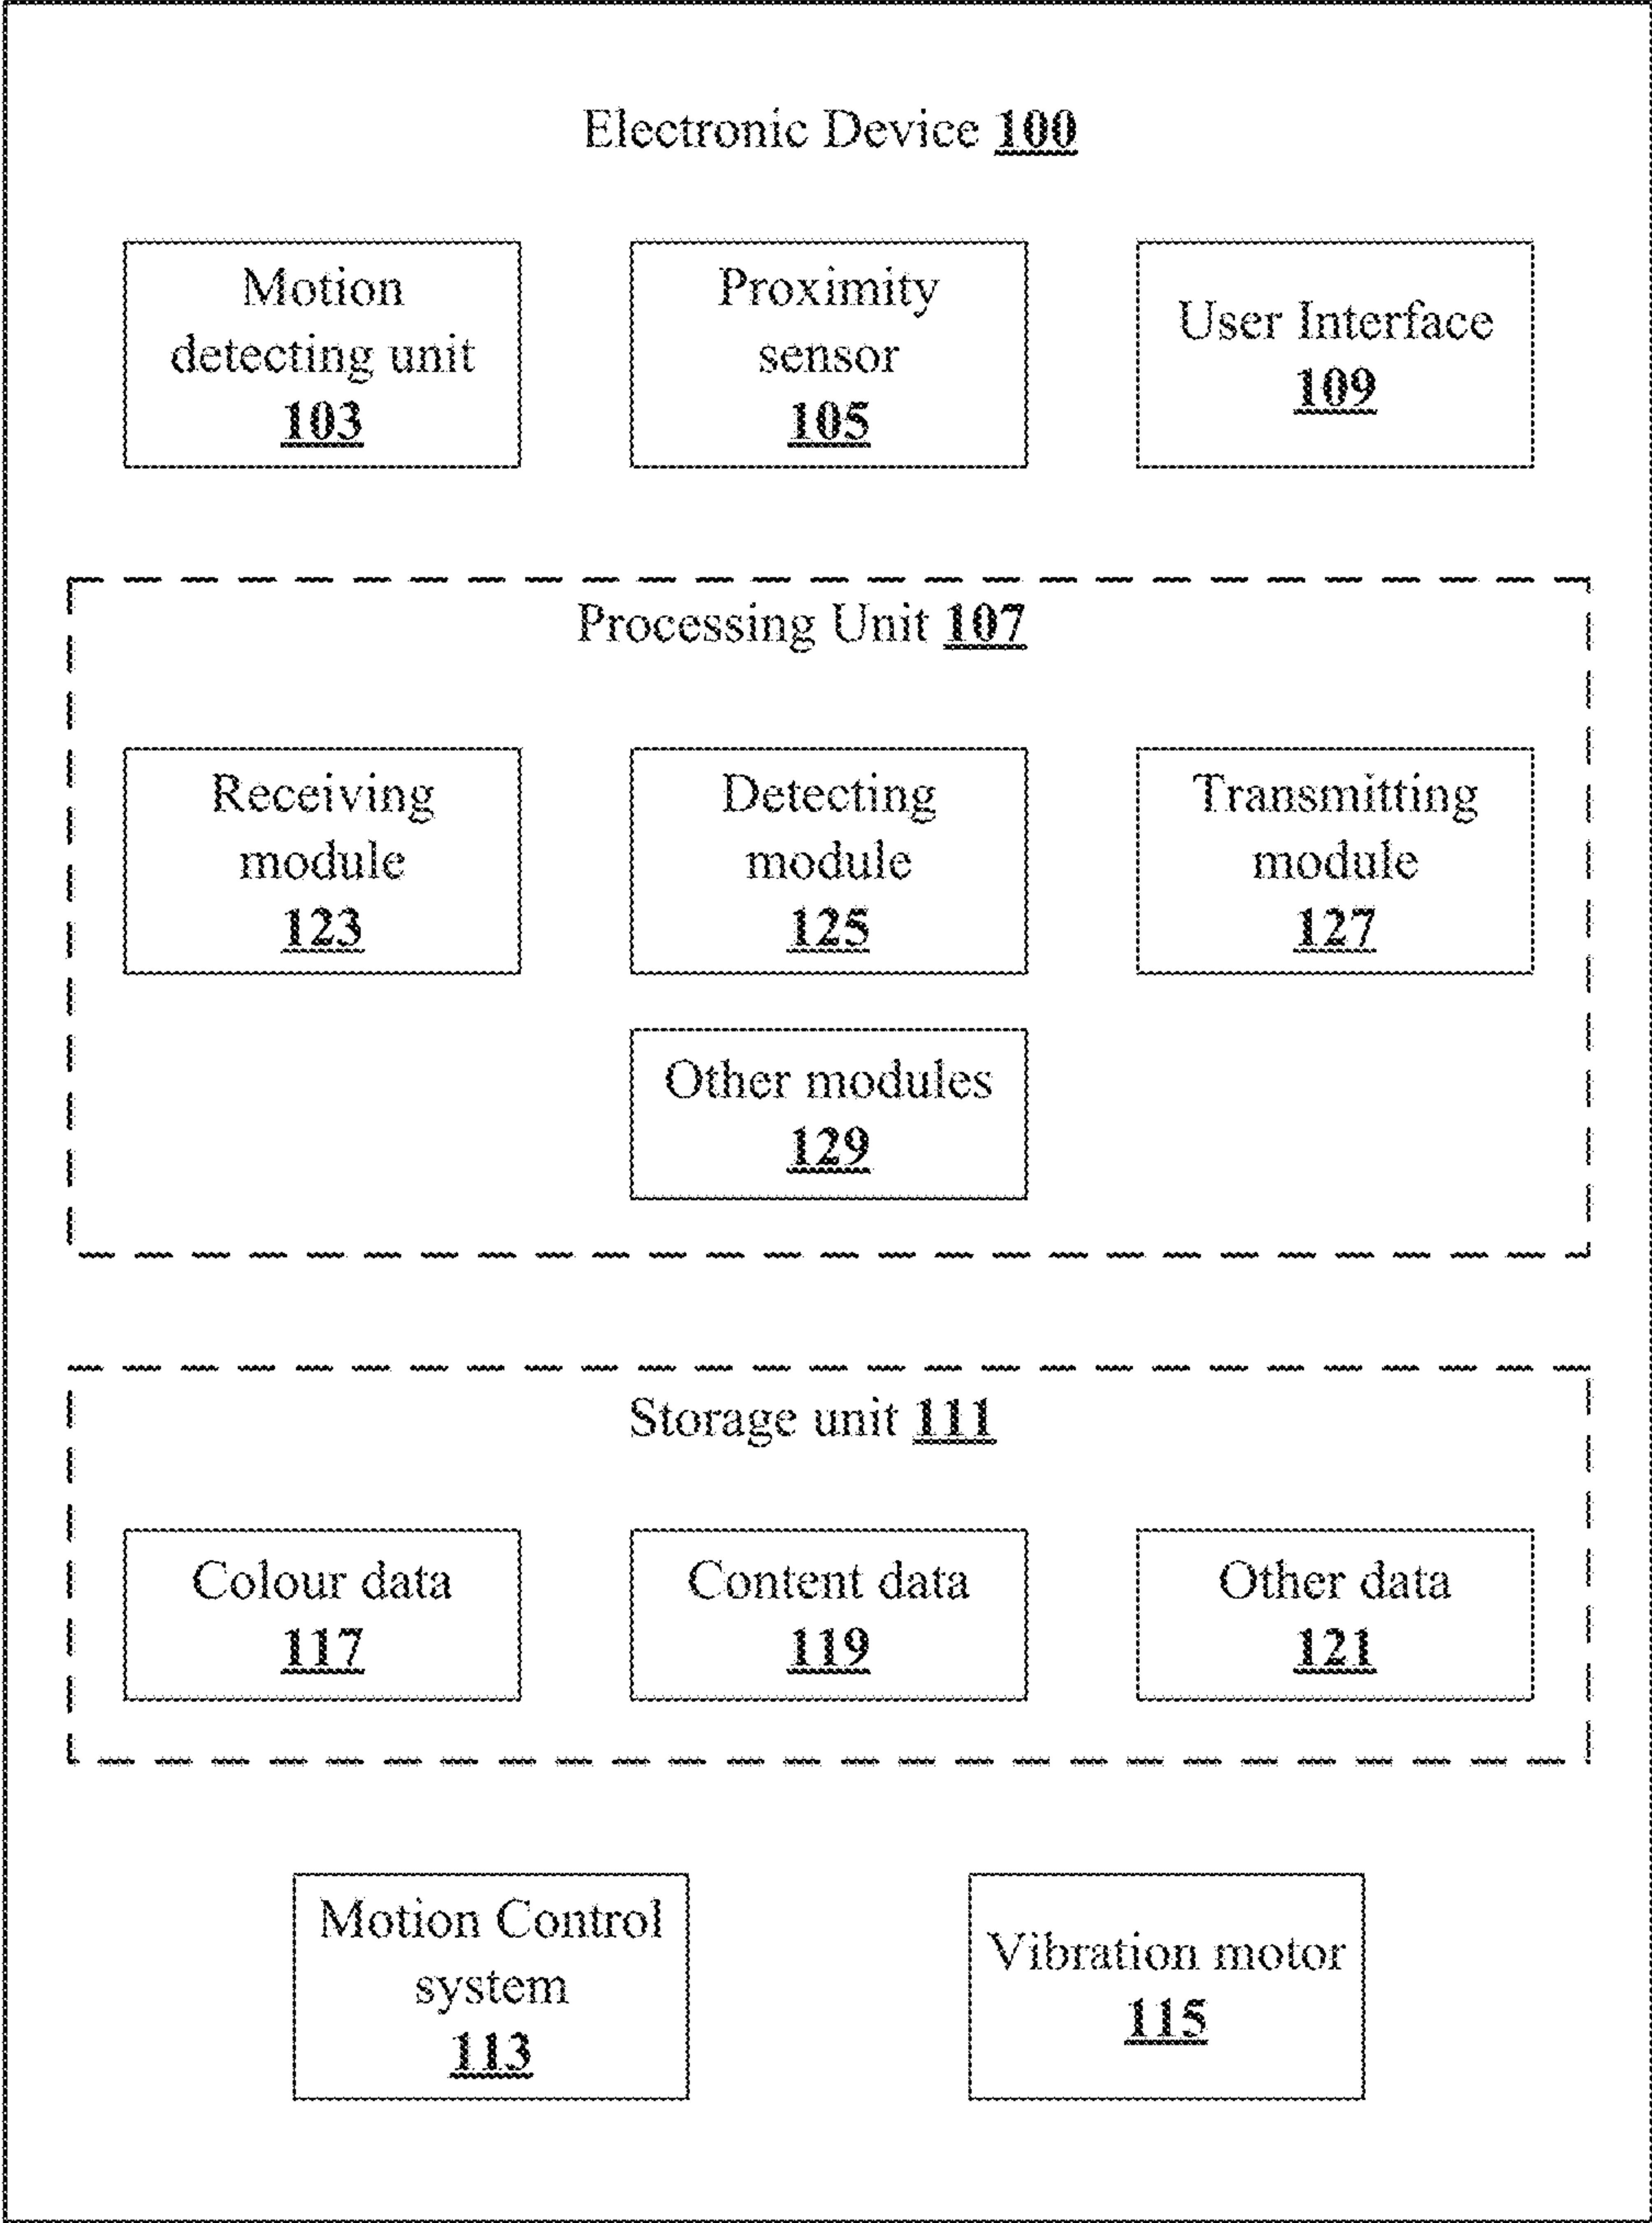 Electronic Device 100
Motion
detecting unit
103
Proximity
sensor
105
User Interface
109
Processing Unit 107
Receiving
module
123
Detecting
module
125
Transmitting
module
127
Other modules
129
Storage unit 111
Colour data
117
Content data
119
Other data
121
Motion Control
system
113
Vibration motor
115